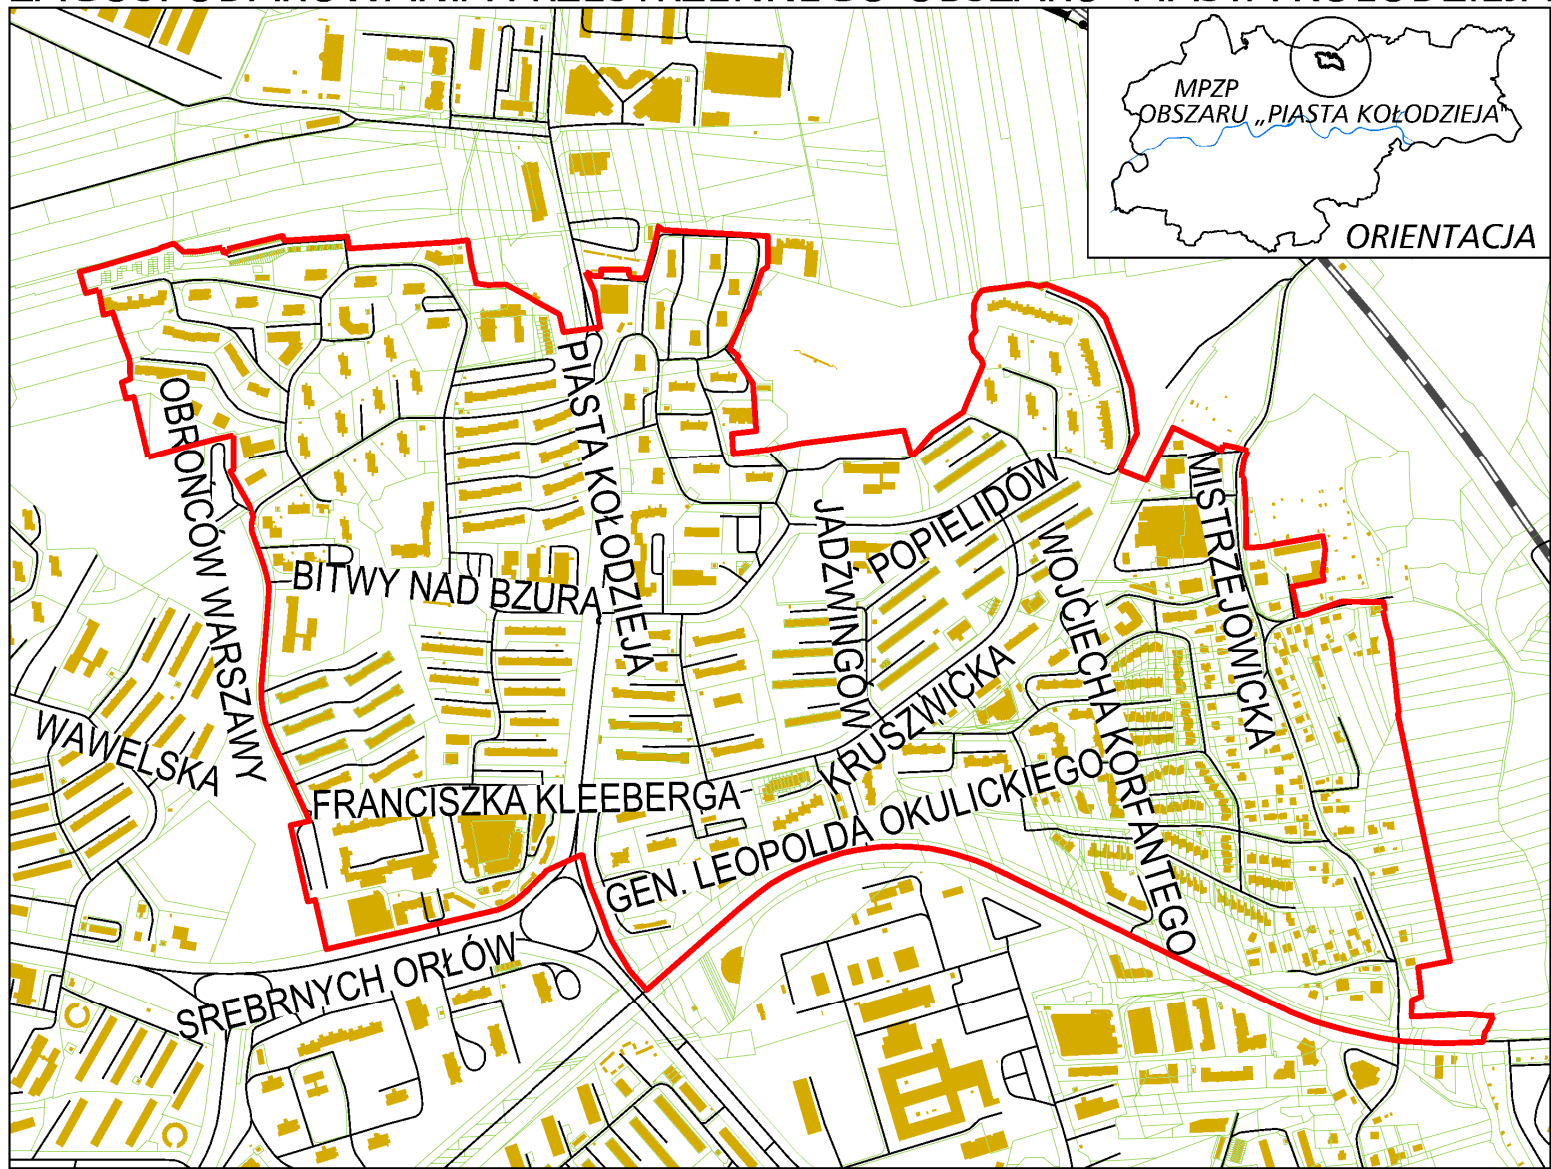 MPZP
OBSZARU „PIASTA KOŁODZIEJA"
ORIENTACJA
OBROŃCÓW WARSZAWY
PIASTA KOŁODZIEJA
MISTRZEJOWICKA
POPIELIDÓW
JADŹWINGÓW
WOJCIECHA KORFANTEGO
BITWY NAD BZURĄ
KRUSZWICKA
WAWELSKA
FRANCISZKA KLEEBERGA
GEN. LEOPOLDA OKULICKIEGO
SREBRNYCH ORŁÓW